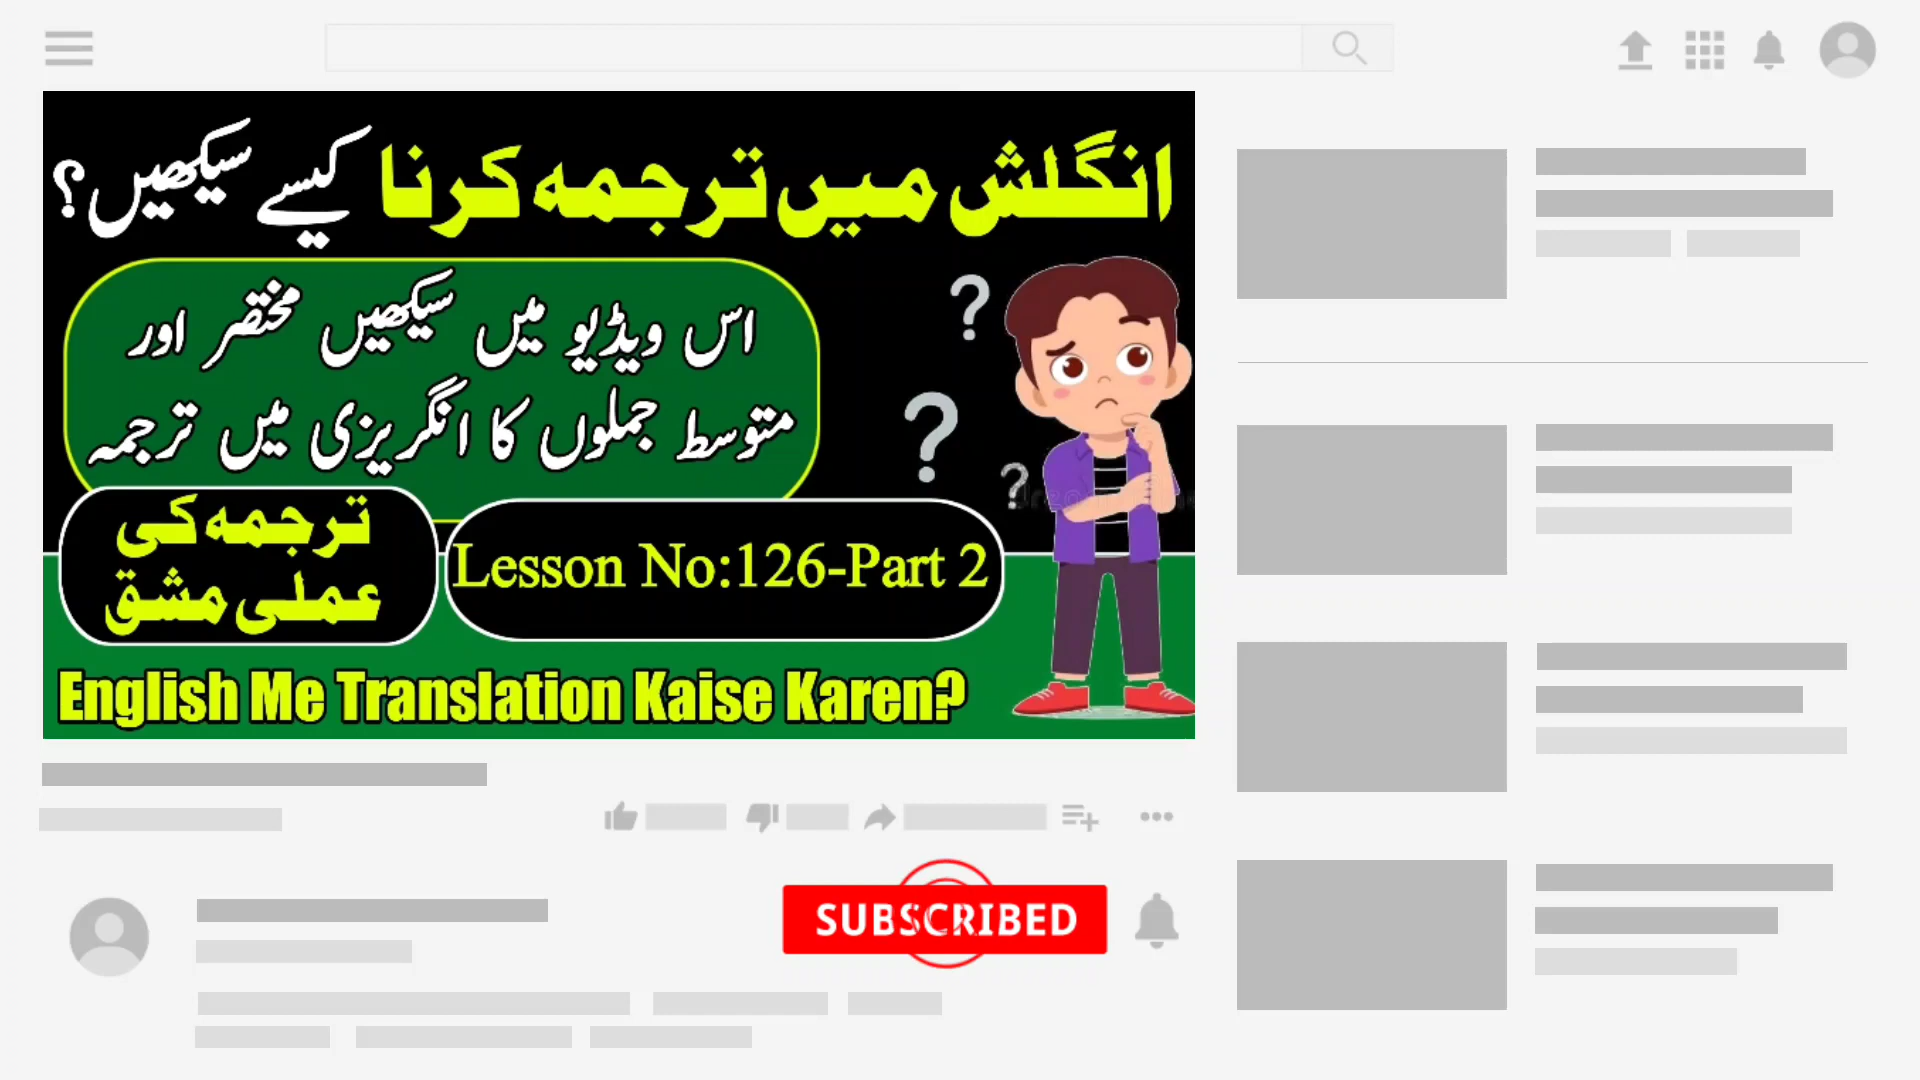 انگلش میں ترجمہ کرنا کیسے سیکھیں؟
اس ویڈیو میں سیکھیں مختصر اور
متوسط جملوں کا انگریزی میں ترجمہ
ترجمہ کی
عملی مشق
Lesson No:126-Part 2
English Me Translation Kaise Karen?
SUBSCRIBED